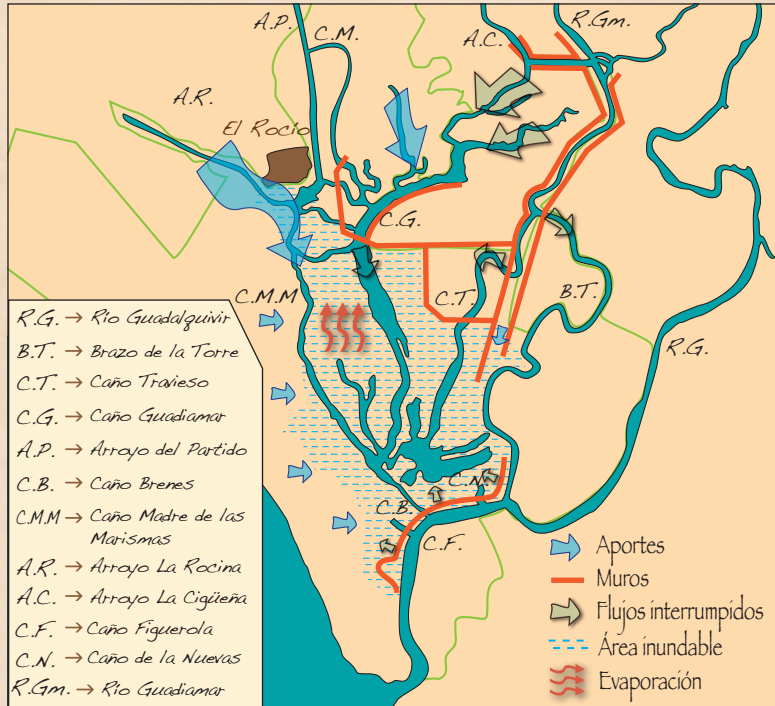 A.P.
C.M.
A.C.
R.Gm.
A.R.
El Rocío
C.G.
C.M.M
C.T.
B.T.
R.G.
C.N.
C.B.
C.F.
R.G. → Río Guadalquivir
B.T. → Brazo de la Torre
C.T. → Caño Travieso
C.G. → Caño Guadiamar
A.P. → Arroyo del Partido
C.B. → Caño Brenes
C.M.M → Caño Madre de las
Marismas
A.R. → Arroyo La Rocina
A.C. → Arroyo La Cigüeña
C.F. → Caño Figuerola
C.N. → Caño de la Nuevas
R.Gm. → Río Guadiamar
Aportes
Muros
Flujos interrumpidos
Área inundable
Evaporación